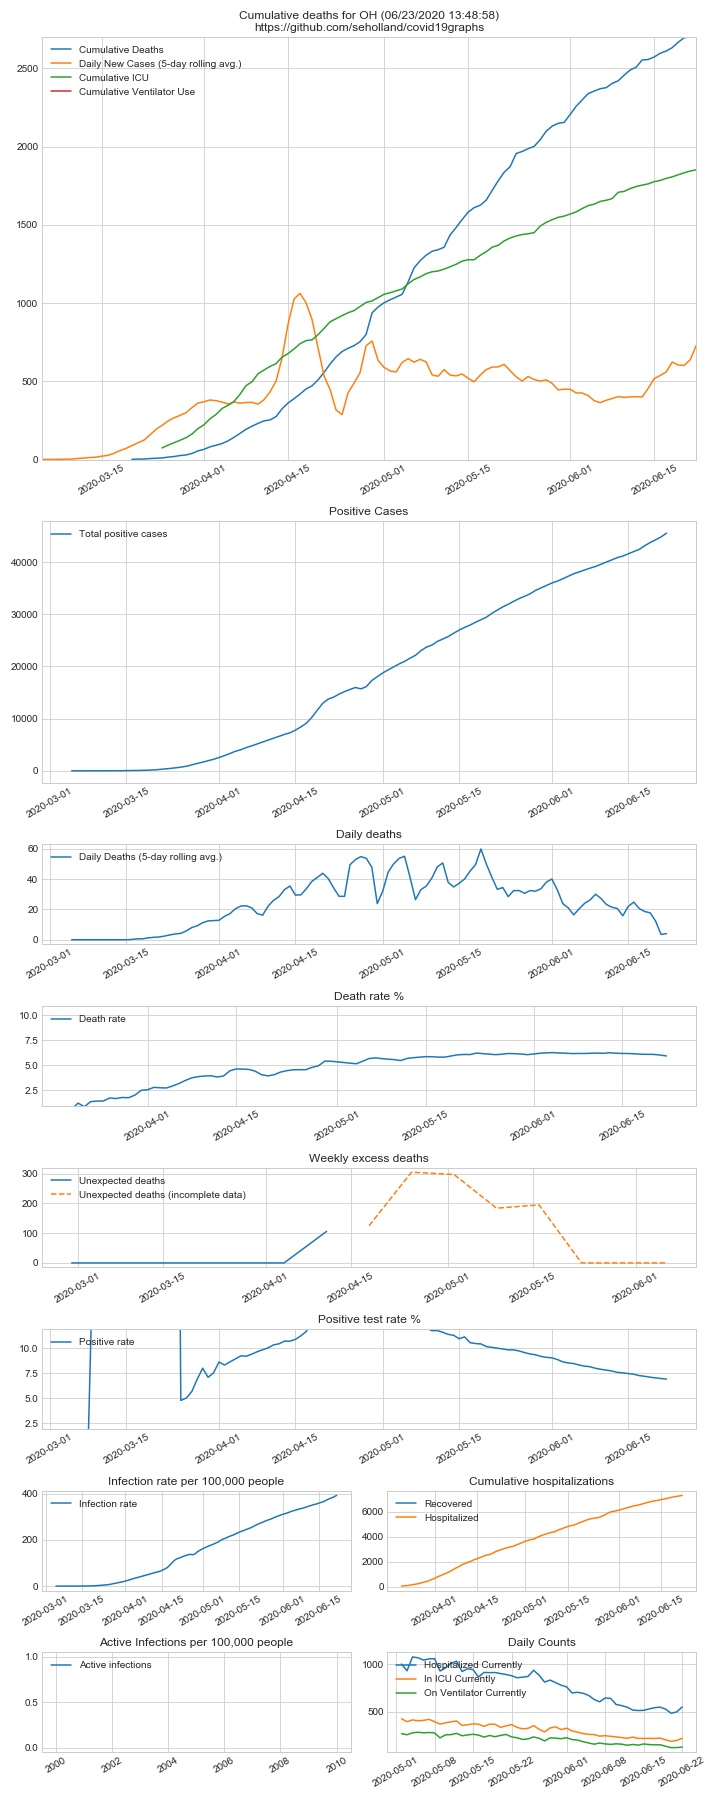 Cumulative deaths for OH (06/23/2020 13:48:58)
https://github.com/seholland/covid19graphs
Cumulative Deaths
Daily New Cases (5-day rolling avg.)
Cumulative ICU
Cumulative Ventilator Use
2500
2000
1500
1000
500
0
2020-03-15 2020-04-01 2020-04-15 2020-05-01 2020-05-15 2020-06-01 2020-06-15
Positive Cases
Total positive cases
40000
30000
20000
10000
0
2020-03-01 2020-03-15 2020-04-01 2020-04-15 2020-05-01 2020-05-15 2020-06-01 2020-06-15
Daily deaths
60
Daily Deaths (5-day rolling avg.)
40
20
0
2020-03-01 2020-03-15 2020-04-01 2020-04-15 2020-05-01 2020-05-15 2020-06-01 2020-06-15
Death rate %
10.0
Death rate
7.5
5.0
2.5
2020-04-01 2020-04-15 2020-05-01 2020-05-15 2020-06-01 2020-06-15
Weekly excess deaths
300
Unexpected deaths
Unexpected deaths (incomplete data)
200
100
0
2020-03-01 2020-03-15 2020-04-01 2020-04-15 2020-05-01 2020-05-15 2020-06-01
Positive test rate %
Positive rate
10.0
7.5
5.0
2.5
2020-03-01 2020-03-15 2020-04-01 2020-04-15 2020-05-01 2020-05-15 2020-06-01 2020-06-15
Infection rate per 100,000 people
400
Infection rate
200
0
2020-03-01 2020-03-15 2020-04-01 2020-04-15 2020-05-01 2020-05-15 2020-06-01 2020-06-15
Cumulative hospitalizations
Recovered
Hospitalized
6000
4000
2000
0
2020-04-01 2020-04-15 2020-05-01 2020-05-15 2020-06-01 2020-06-15
Active Infections per 100,000 people
1.0
Active infections
0.5
0.0
2000 2002 2004 2006 2008 2010
Daily Counts
1000
Hospitalized Currently
In ICU Currently
On Ventilator Currently
500
2020-05-01 2020-05-08 2020-05-15 2020-05-22 2020-06-01 2020-06-08 2020-06-15 2020-06-22